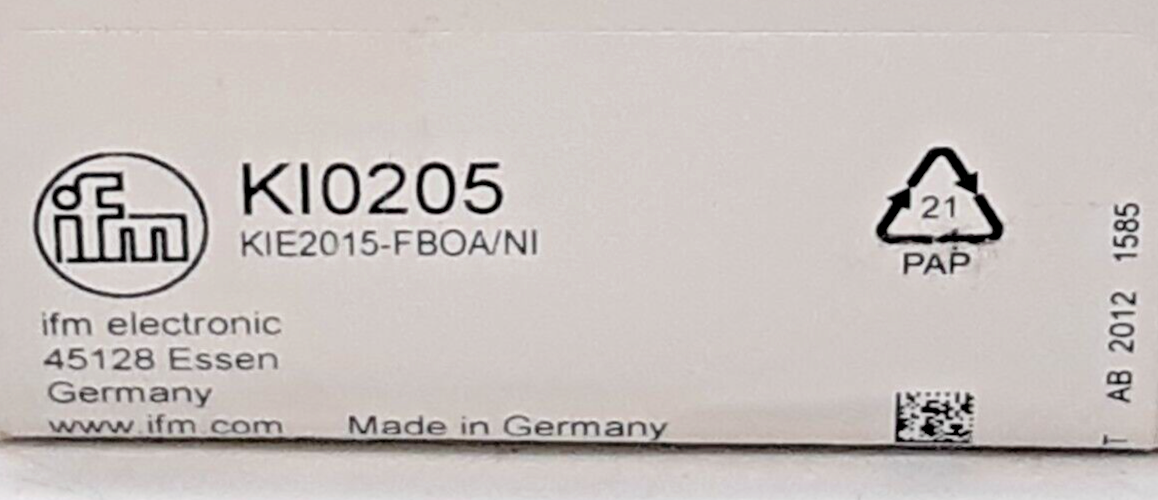 ifm
KI0205
KIE2015-FBOA/NI
ifm electronic
45128 Essen
Germany
www.ifm.com
Made in Germany
21
PAP
T AB 2012 1585